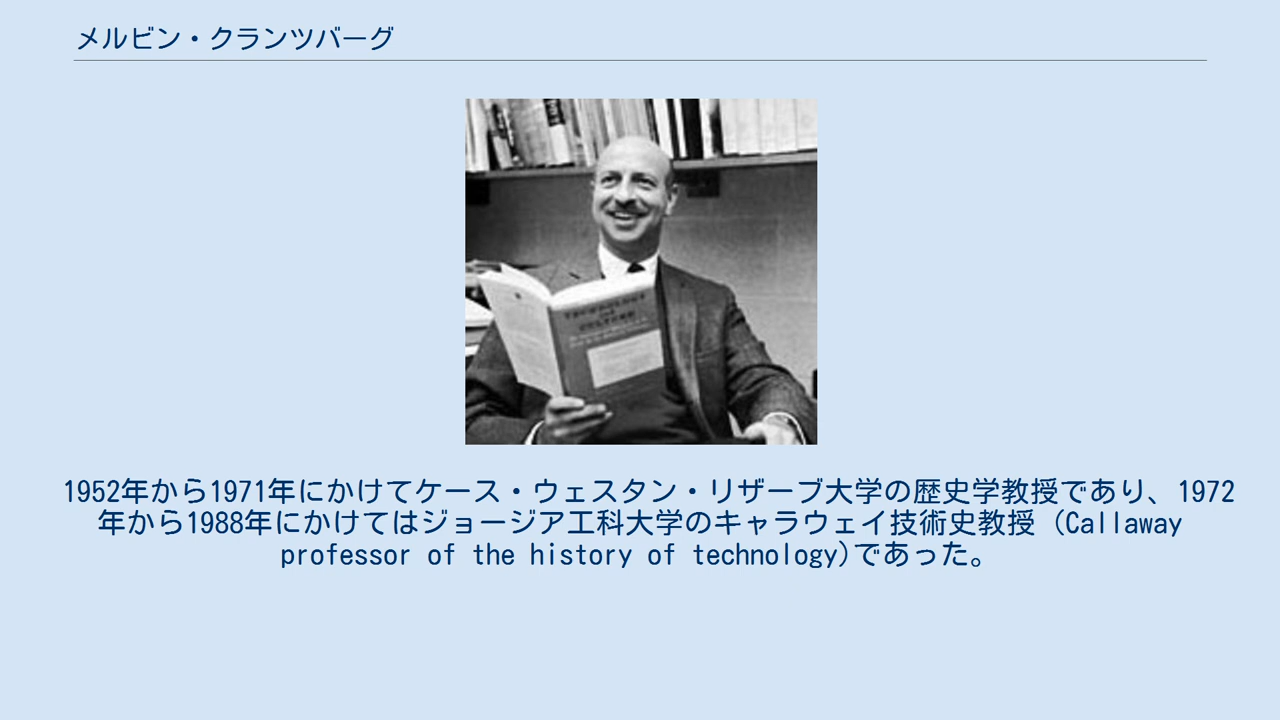 メルビン・クランツバーグ
TECHNOLOGY
and
CULTURE
1952年から1971年にかけてケース・ウェスタン・リザーブ大学の歴史学教授であり、1972
年から1988年にかけてはジョージア工科大学のキャラウェイ技術史教授 (Callaway
professor of the history of technology)であった。